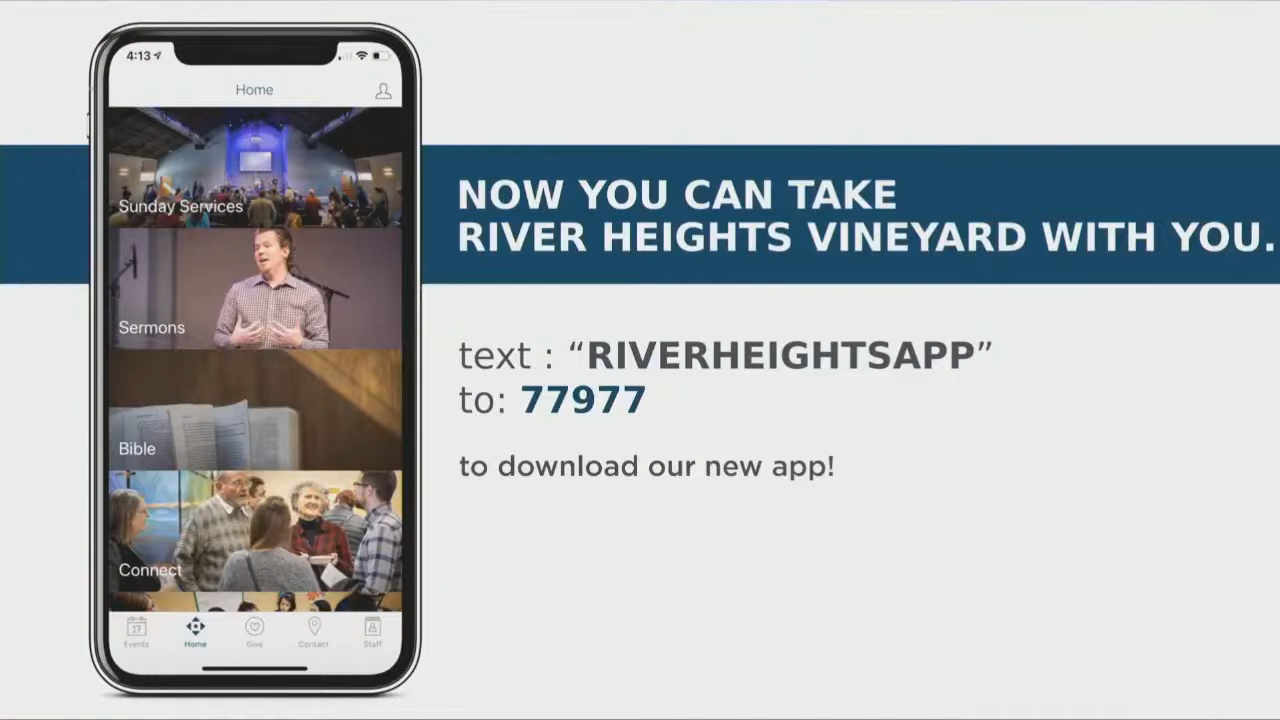 4:13
Home
Sunday Services
Sermons
Bible
Connect
17
Events
Home
Give
Contact
Staff
NOW YOU CAN TAKE
RIVER HEIGHTS VINEYARD WITH YOU.
text : “RIVERHEIGHTSAPP”
to: 77977
to download our new app!